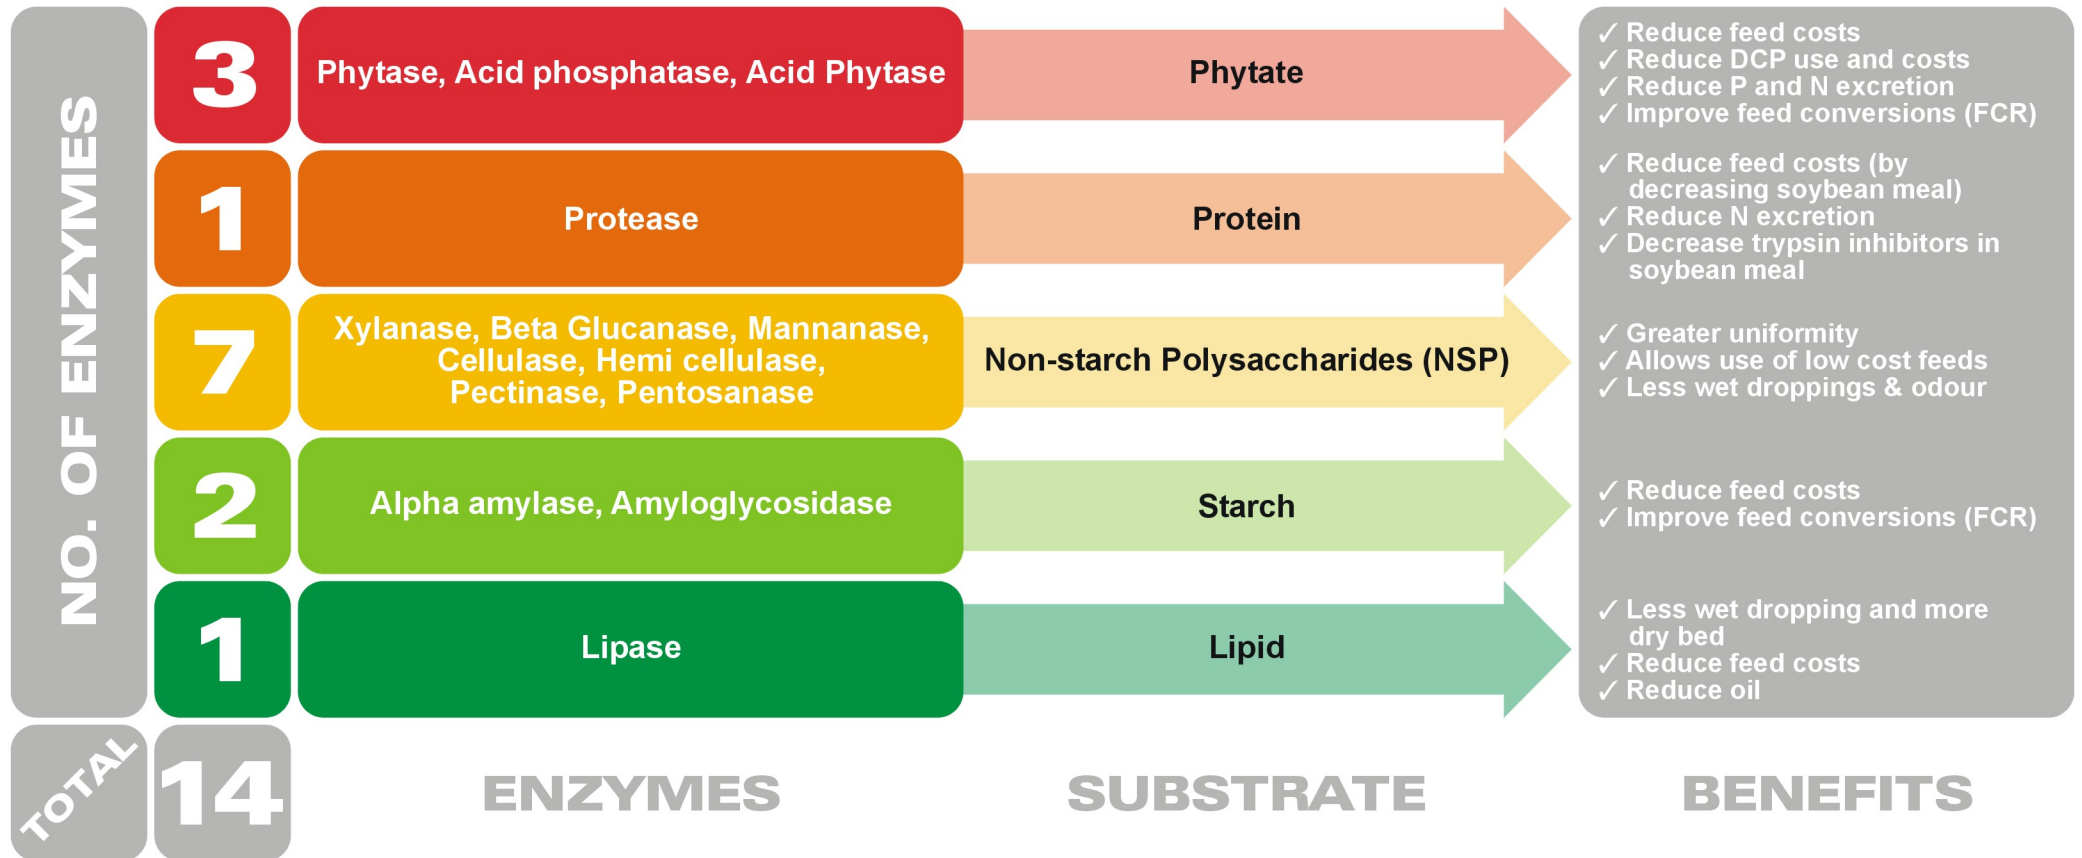 NO. OF ENZYMES
3
Phytase, Acid phosphatase, Acid Phytase
Phytate
✓ Reduce feed costs
✓ Reduce DCP use and costs
✓ Reduce P and N excretion
✓ Improve feed conversions (FCR)
1
Protease
Protein
✓ Reduce feed costs (by
decreasing soybean meal)
✓ Reduce N excretion
✓ Decrease trypsin inhibitors in
soybean meal
7
Xylanase, Beta Glucanase, Mannanase,
Cellulase, Hemi cellulase,
Pectinase, Pentosanase
Non-starch Polysaccharides (NSP)
✓ Greater uniformity
✓ Allows use of low cost feeds
✓ Less wet droppings & odour
2
Alpha amylase, Amyloglycosidase
Starch
✓ Reduce feed costs
✓ Improve feed conversions (FCR)
1
Lipase
Lipid
✓ Less wet dropping and more
dry bed
✓ Reduce feed costs
✓ Reduce oil
TOTAL
14
ENZYMES
SUBSTRATE
BENEFITS